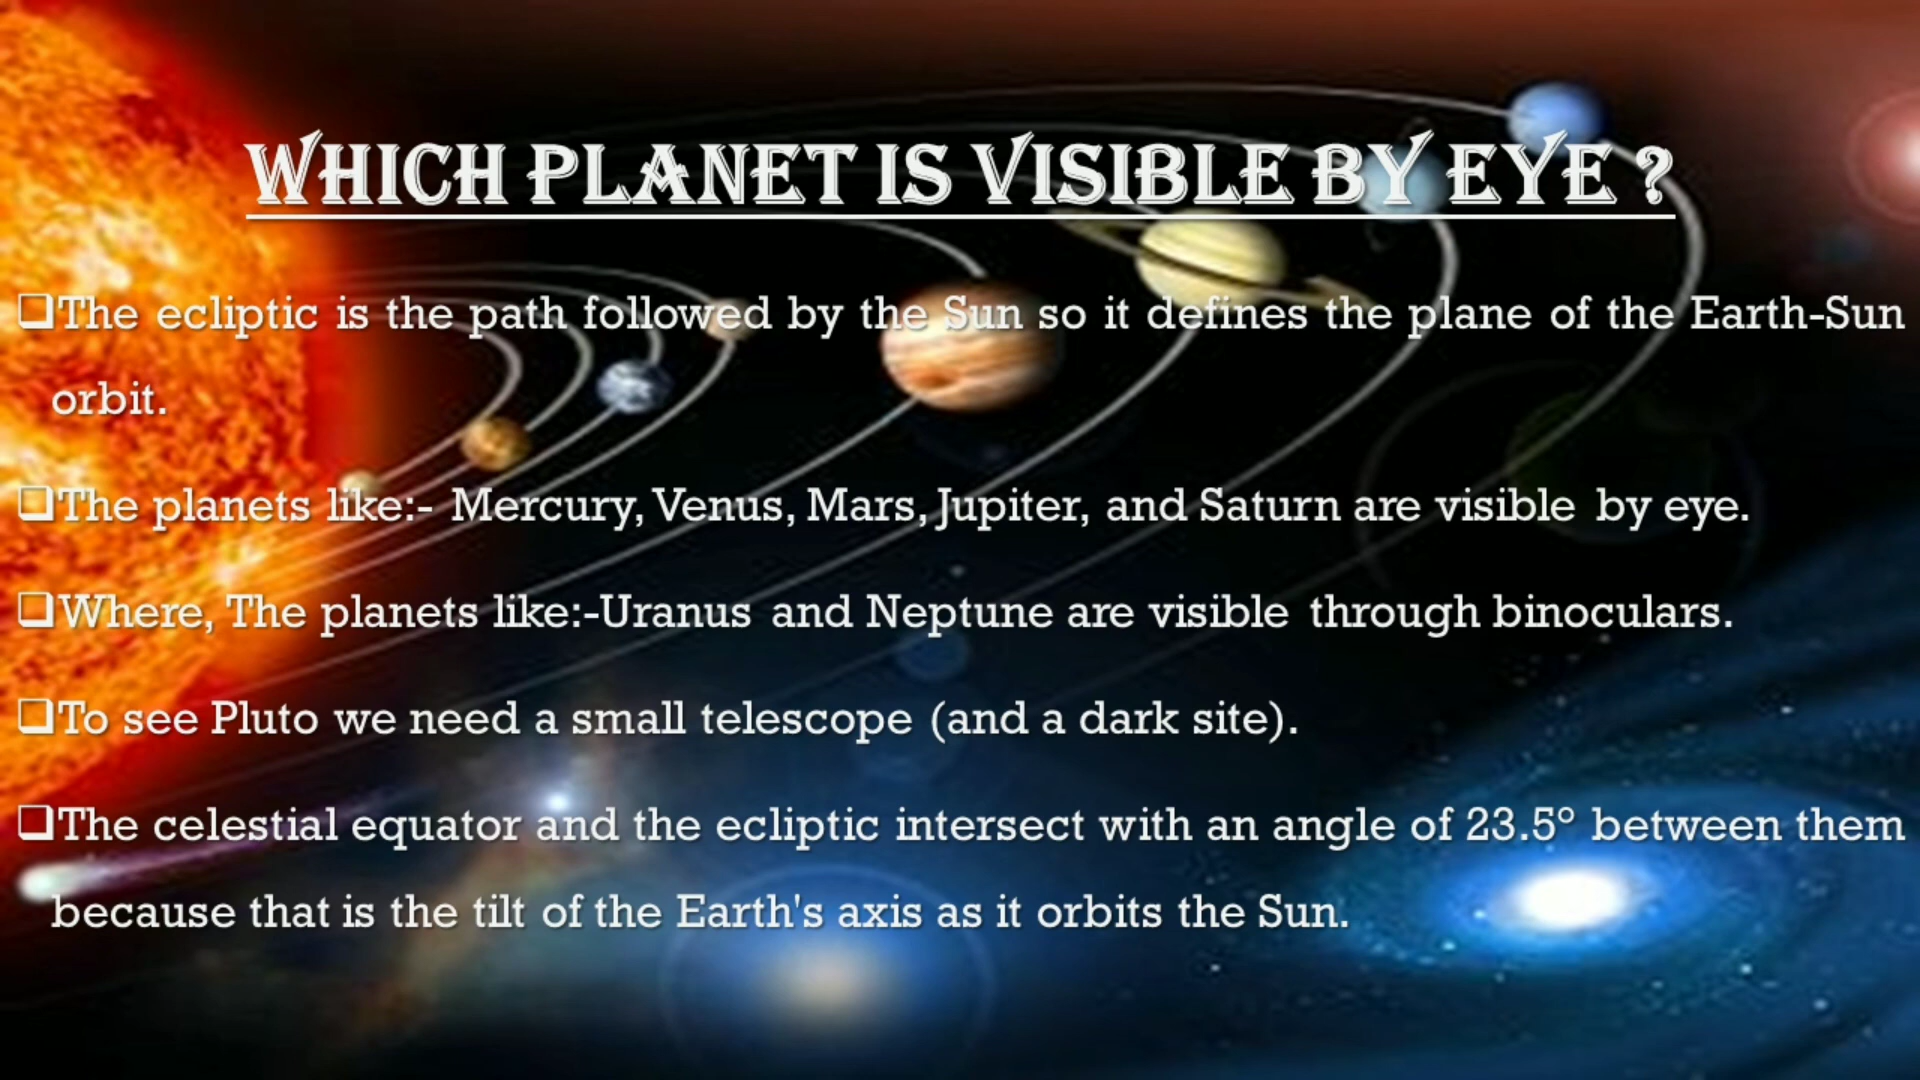 WHICH PLANET IS VISIBLE BY EYE ?
❑The ecliptic is the path followed by the Sun so it defines the plane of the Earth-Sun
orbit.
❑The planets like:- Mercury, Venus, Mars, Jupiter, and Saturn are visible by eye.
❑Where, The planets like:-Uranus and Neptune are visible through binoculars.
❑To see Pluto we need a small telescope (and a dark site).
❑The celestial equator and the ecliptic intersect with an angle of 23.5° between them
because that is the tilt of the Earth's axis as it orbits the Sun.